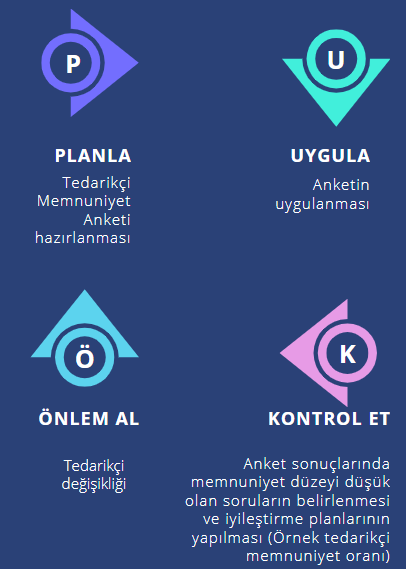 P
PLANLA
Tedarikçi
Memnuniyet
Anketi
hazırlanması
U
UYGULA
Anketin
uygulanması
Ö
ÖNLEM AL
Tedarikçi
değişikliği
K
KONTROL ET
Anket sonuçlarında
memnuniyet düzeyi düşük
olan soruların belirlenmesi
ve iyileştirme planlarının
yapılması (Örnek tedarikçi
memnuniyet oranı)